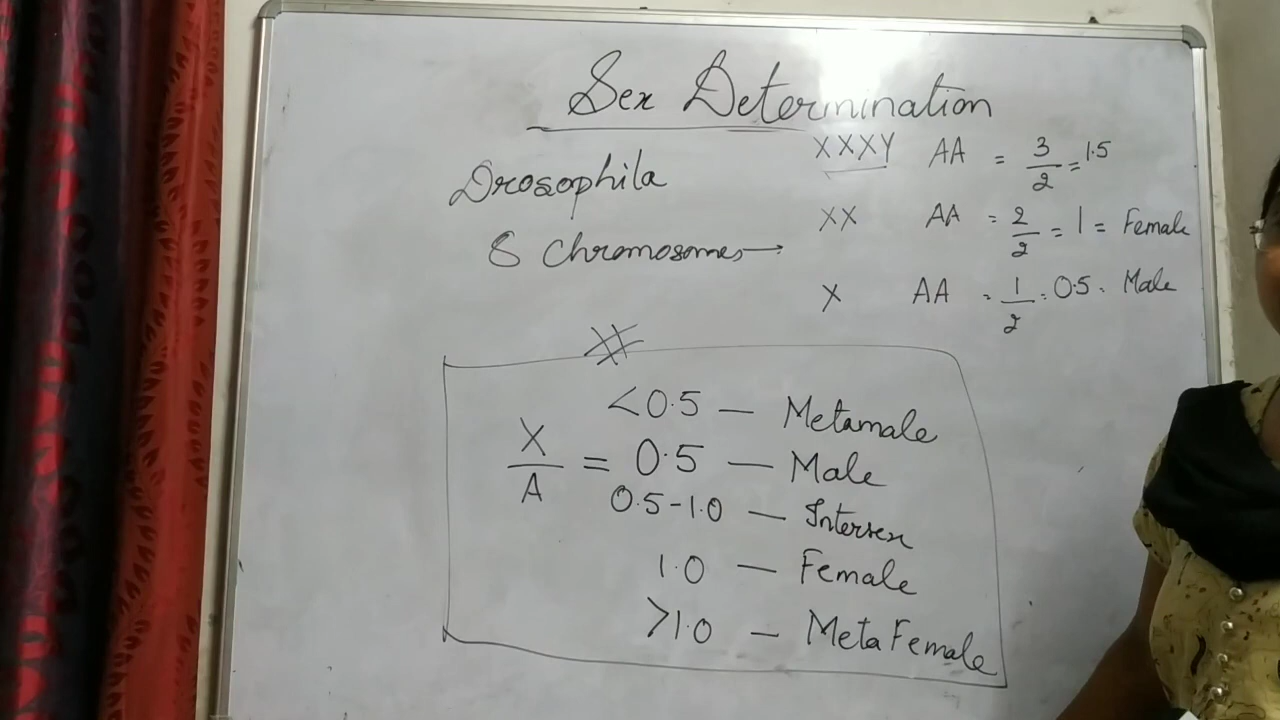 Sex Determination
Drosophila
8 Chromosomes →
XXXY AA = 3/2 = 1.5
XX AA = 2/2 = 1 = Female
X AA = 1/2 = 0.5 = Male
X/A =
<0.5 — Metamale
0.5 — Male
0.5-1.0 — Intersex
1.0 — Female
>1.0 — MetaFemale